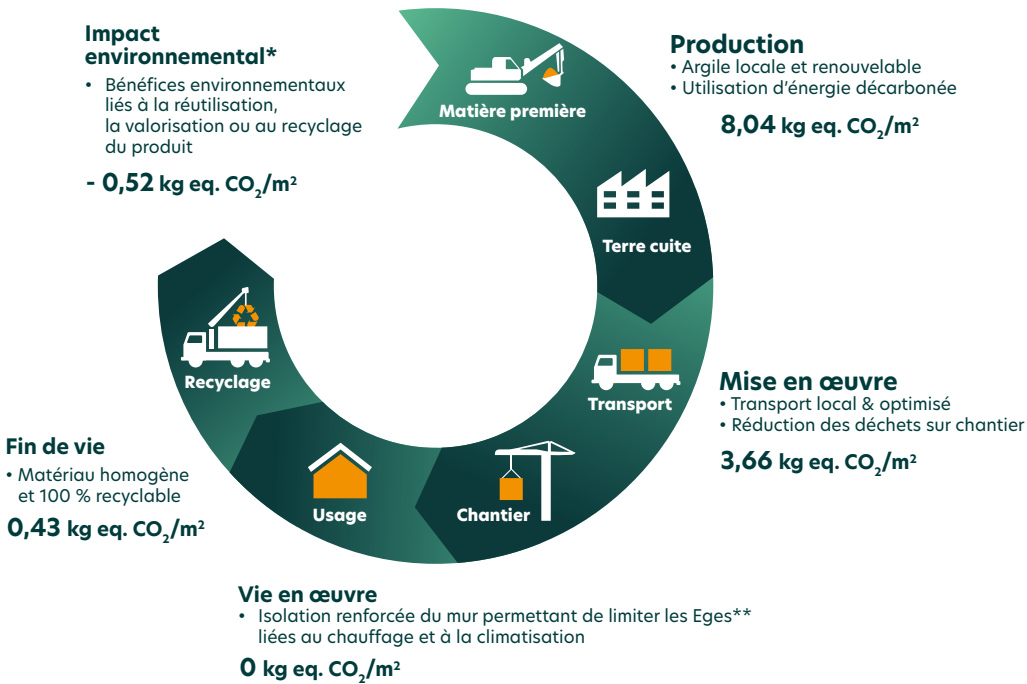 Impact
environnemental*
• Bénéfices environnementaux
liés à la réutilisation,
la valorisation ou au recyclage
du produit
- 0,52 kg eq. CO₂/m²
Matière première
Production
• Argile locale et renouvelable
• Utilisation d'énergie décarbonée
8,04 kg eq. CO₂/m²
Terre cuite
Transport
Mise en œuvre
• Transport local & optimisé
• Réduction des déchets sur chantier
3,66 kg eq. CO₂/m²
Chantier
Usage
Vie en œuvre
• Isolation renforcée du mur permettant de limiter les Eges**
liées au chauffage et à la climatisation
0 kg eq. CO₂/m²
Recyclage
Fin de vie
• Matériau homogène
et 100 % recyclable
0,43 kg eq. CO₂/m²